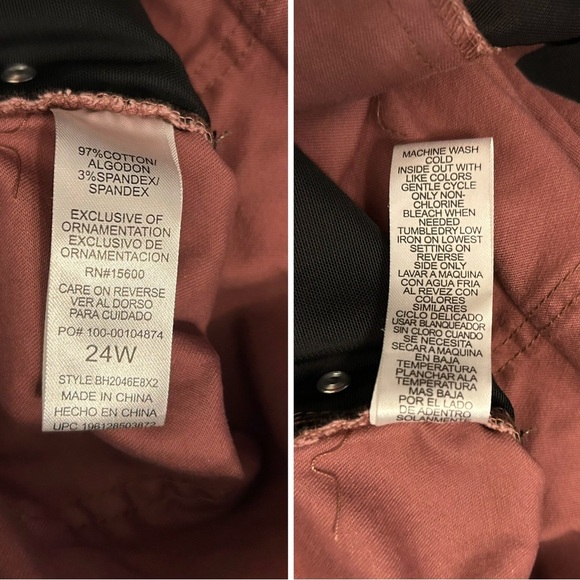 97%COTTON/
ALGODON
3%SPANDEX/
SPANDEX
EXCLUSIVE OF
ORNAMENTATION
EXCLUSIVO DE
ORNAMENTACION
RN#15600
CARE ON REVERSE
VER AL DORSO
PARA CUIDADO
PO# 100-00104874
24W
STYLE:BH2046E8X2
MADE IN CHINA
HECHO EN CHINA
UPC 196128503872
MACHINE WASH
COLD
INSIDE OUT WITH
LIKE COLORS
GENTLE CYCLE
ONLY NON-
CHLORINE
BLEACH WHEN
NEEDED
TUMBLEDRY LOW
IRON ON LOWEST
SETTING ON
REVERSE
SIDE ONLY
LAVAR A MAQUINA
CON AGUA FRIA
AL REVEZ CON
COLORES
SIMILARES
CICLO DELICADO
USAR BLANQUEADOR
SIN CLORO CUANDO
SE NECESITA
SECAR A MAQUINA
EN BAJA
TEMPERATURA
PLANCHAR ALA
TEMPERATURA
MAS BAJA
POR EL LADO
DE ADENTRO
SOLAMENTE